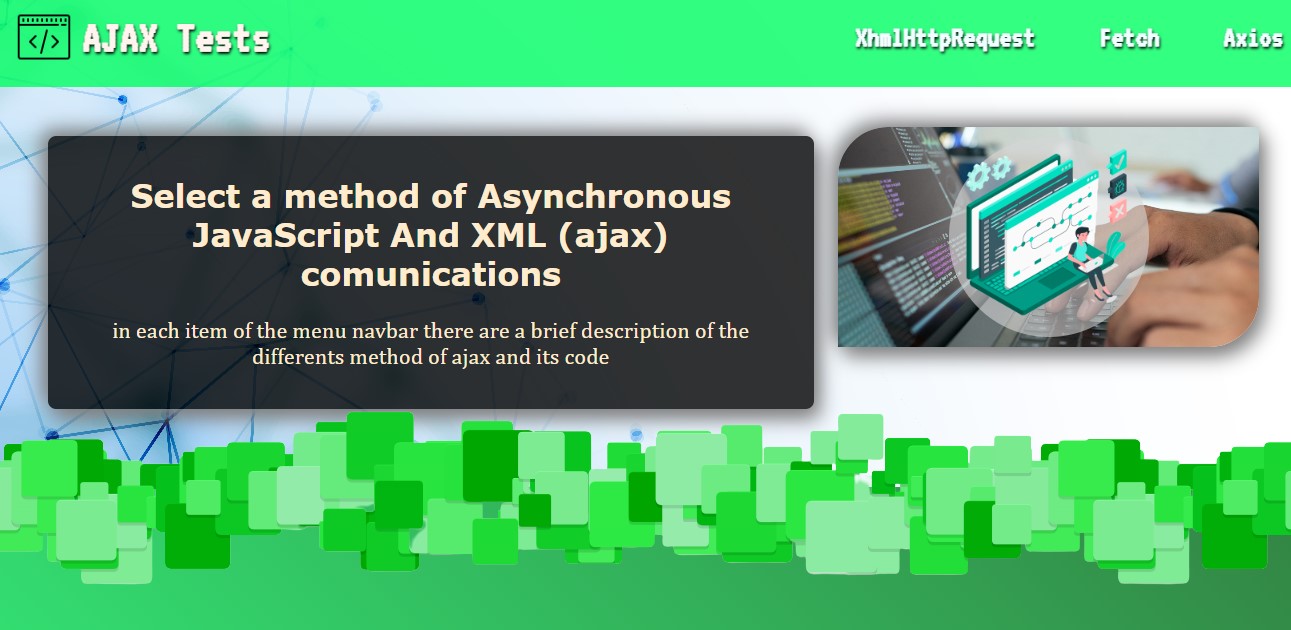 AJAX Tests
XhmlHttpRequest
Fetch
Axios
Select a method of Asynchronous
JavaScript And XML (ajax)
comunications
in each item of the menu navbar there are a brief description of the
differents method of ajax and its code